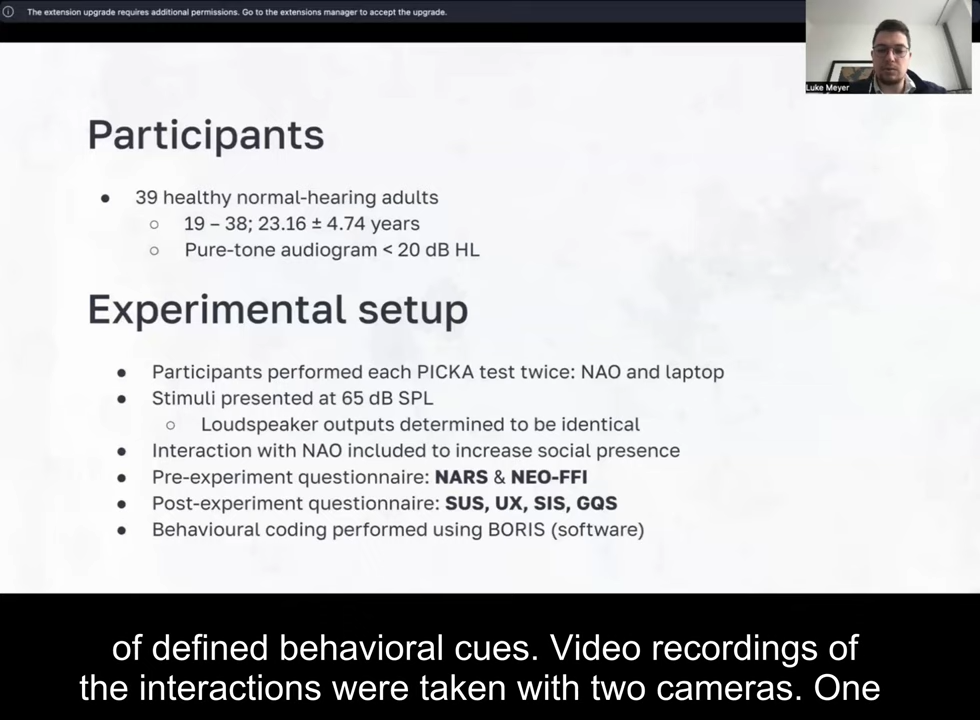 The extension upgrade requires additional permissions. Go to the extensions manager to accept the upgrade.
Luke Meyer
Participants
39 healthy normal-hearing adults
19 – 38; 23.16 ± 4.74 years
Pure-tone audiogram < 20 dB HL
Experimental setup
Participants performed each PICKA test twice: NAO and laptop
Stimuli presented at 65 dB SPL
Loudspeaker outputs determined to be identical
Interaction with NAO included to increase social presence
Pre-experiment questionnaire: NARS & NEO-FFI
Post-experiment questionnaire: SUS, UX, SIS, GQS
Behavioural coding performed using BORIS (software)
of defined behavioral cues. Video recordings of
the interactions were taken with two cameras. One